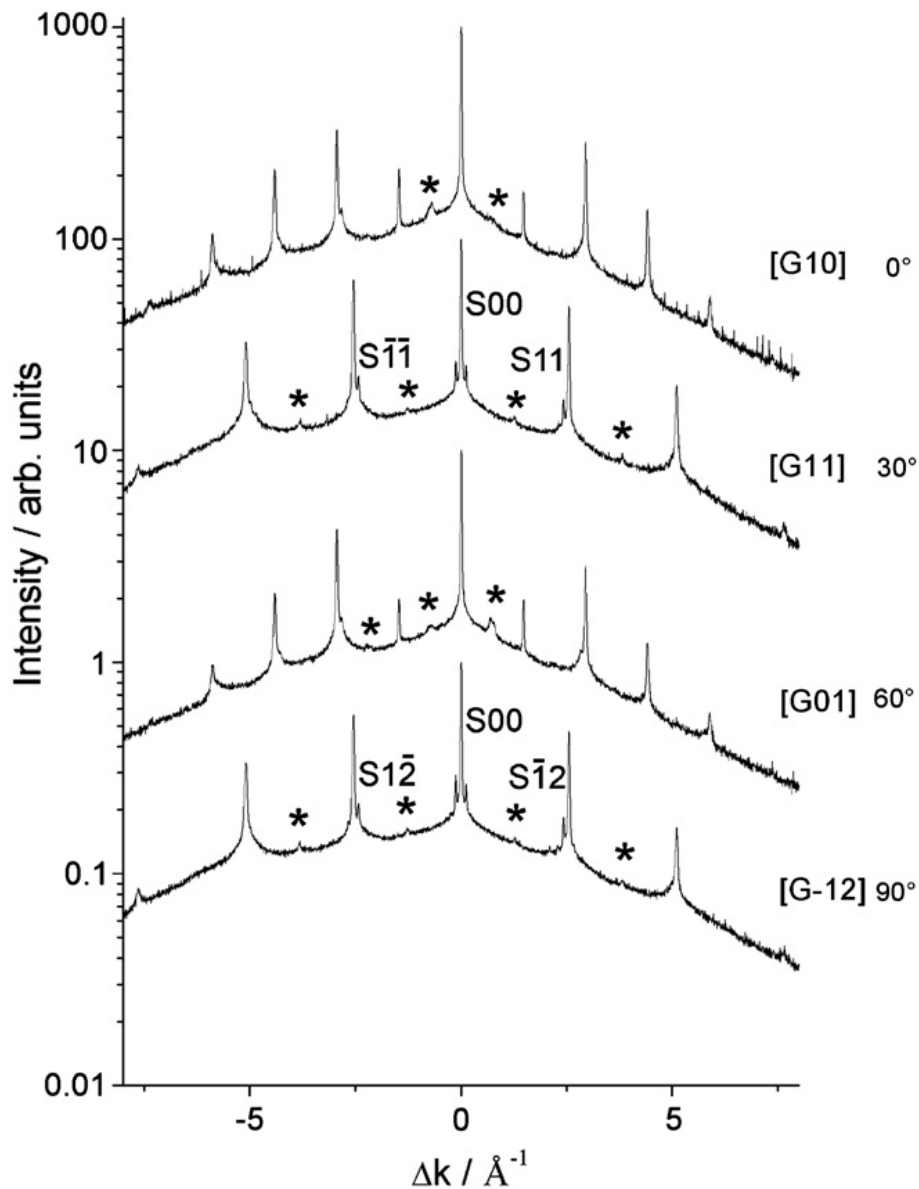 1000
*
*
100
[G10] 0°
S00
S1̅1̅
S11
*
*
*
*
10
[G11] 30°
Intensity / arb. units
*
*
*
1
[G01] 60°
S00
S12̅
S1̅2
*
*
*
*
0.1
[G-12] 90°
0.01
-5
0
5
Δk / Å⁻¹